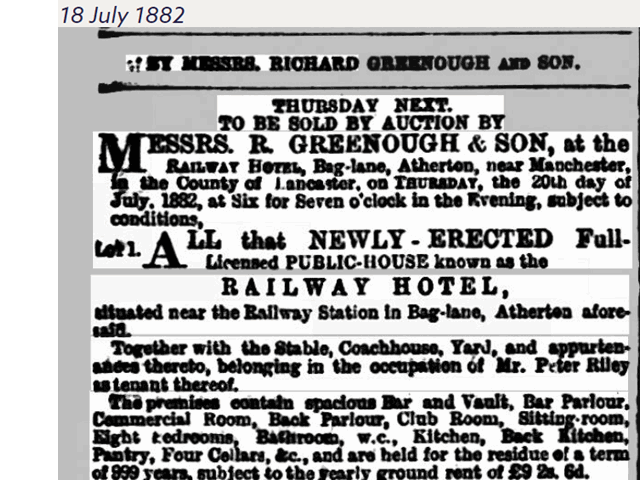 18 July 1882
BY MESSRS. RICHARD GREENOUGH AND SON.
THURSDAY NEXT.
TO BE SOLD BY AUCTION BY
MESSRS. R. GREENOUGH & SON, at the
RAILWAY HOTEL, Bag-lane, Atherton, near Manchester,
in the County of Lancaster, on THURSDAY, the 20th day of
July, 1882, at Six for Seven o'clock in the Evening, subject to
conditions,
Lot 1. ALL that NEWLY-ERECTED Full-
Licensed PUBLIC-HOUSE known as the
RAILWAY HOTEL,
situated near the Railway Station in Bag-lane, Atherton afore-
said.
Together with the Stable, Coachhouse, Yard, and appurten-
ances thereto, belonging in the occupation of Mr. Peter Riley
as tenant thereof.
The premises contain spacious Bar and Vault, Bar Parlour,
Commercial Room, Back Parlour, Club Room, Sitting-room,
Eight bedrooms, Bathroom, w.c., Kitchen, Back Kitchen,
Pantry, Four Cellars, &c., and are held for the residue of a term
of 999 years, subject to the yearly ground rent of £9 2s. 6d.